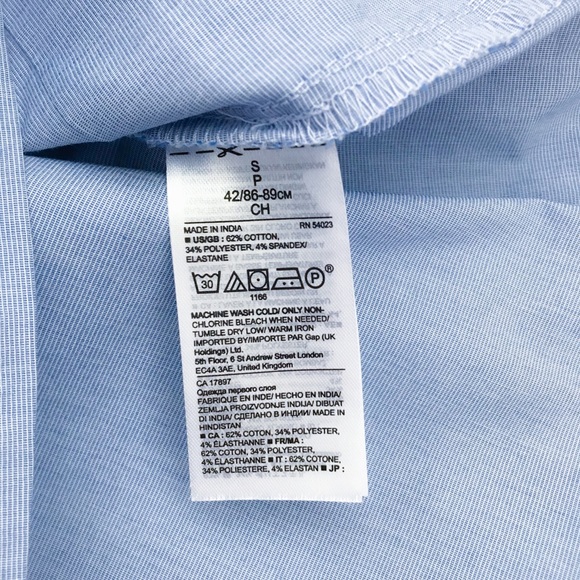 S
P
42/86-89CM
CH
MADE IN INDIA RN 54023
■ US/GB : 62% COTTON,
34% POLYESTER, 4% SPANDEX/
ELASTANE
30 P®
1166
MACHINE WASH COLD/ ONLY NON-
CHLORINE BLEACH WHEN NEEDED/
TUMBLE DRY LOW/ WARM IRON
IMPORTED BY/IMPORTE PAR Gap (UK
Holdings) Ltd.
5th Floor, 6 St Andrew Street London
EC4A 3AE, United Kingdom
CA 17897
Одежда первого слоя
FABRIQUE EN INDE/ HECHO EN INDIA/
ZEMLJA PROIZVODNJE INDIJA/ DIBUAT
DI INDIA/ СДЕЛАНО В ИНДИИ/ MADE IN
HINDISTAN
■ CA : 62% COTON, 34% POLYESTER,
4% ÉLASTHANNE ■ FR/MA :
62% COTON, 34% POLYESTER,
4% ÉLASTHANNE ■ IT : 62% COTONE,
34% POLIESTERE, 4% ELASTAN ■ JP :